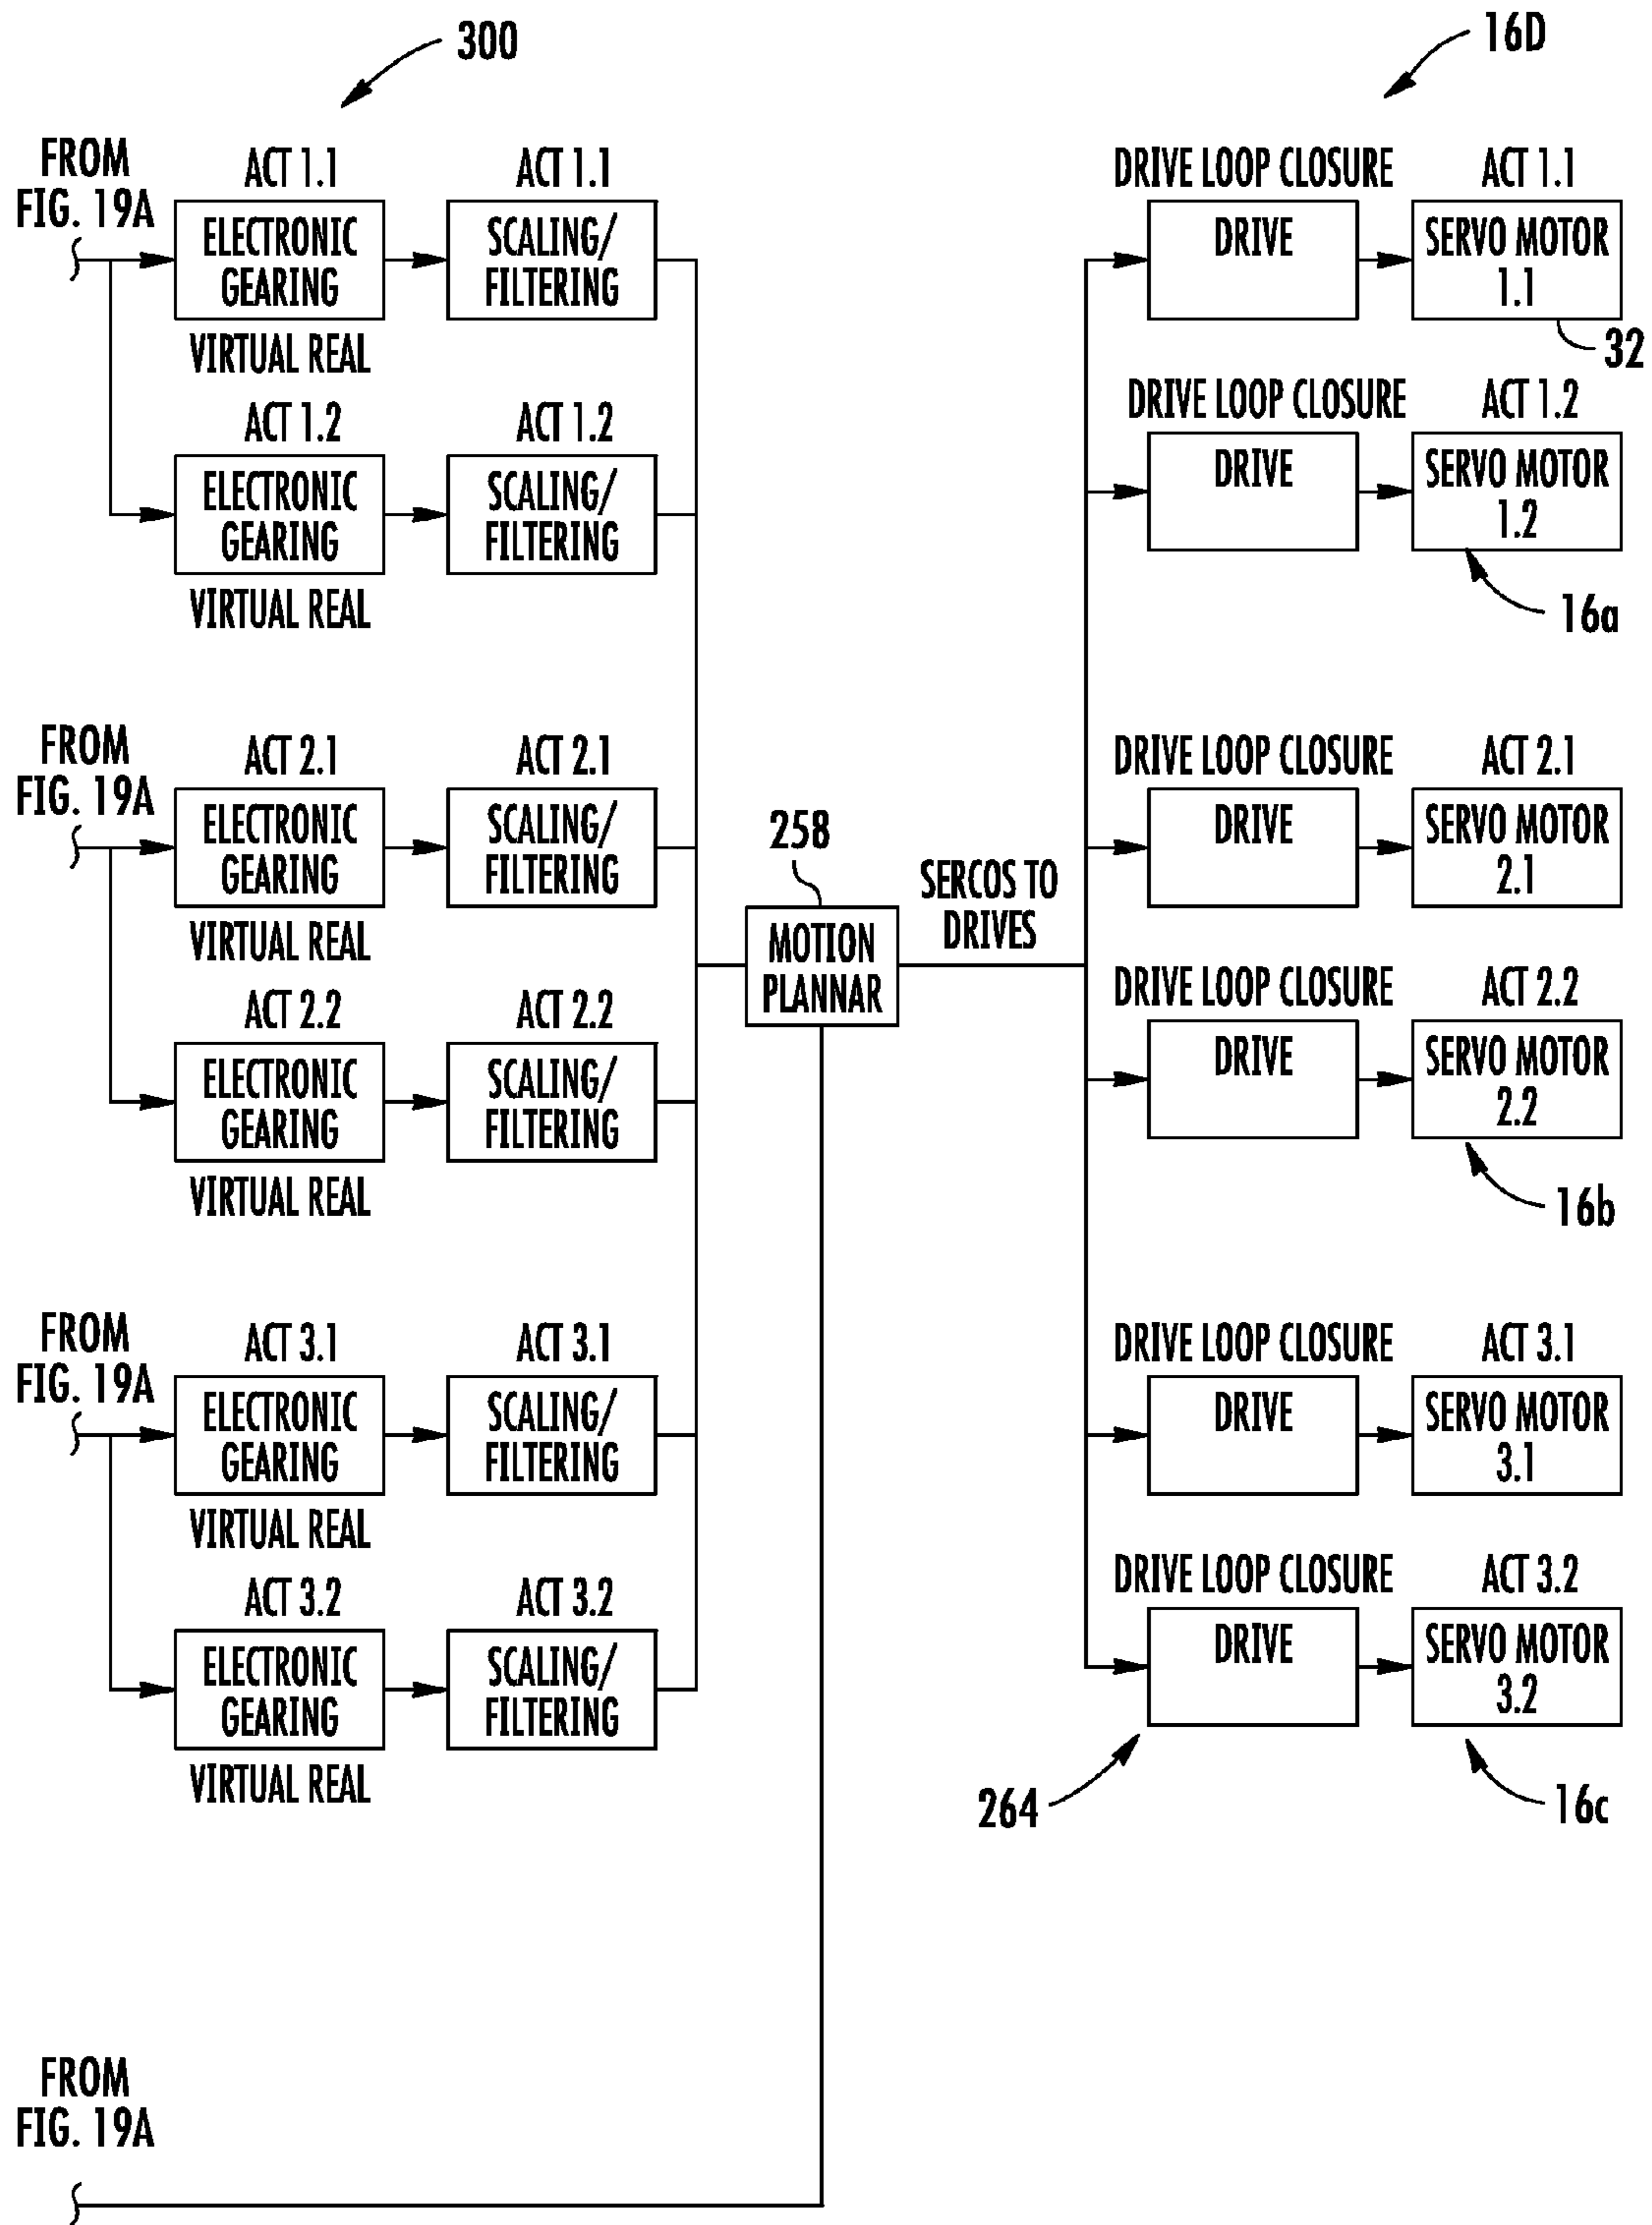 300
16D
FROM
FIG. 19A
ACT 1.1
ELECTRONIC
GEARING
VIRTUAL REAL
ACT 1.1
SCALING/
FILTERING
DRIVE LOOP CLOSURE
DRIVE
ACT 1.1
SERVO MOTOR
1.1
32
ACT 1.2
ELECTRONIC
GEARING
VIRTUAL REAL
ACT 1.2
SCALING/
FILTERING
DRIVE LOOP CLOSURE
DRIVE
ACT 1.2
SERVO MOTOR
1.2
16a
FROM
FIG. 19A
ACT 2.1
ELECTRONIC
GEARING
VIRTUAL REAL
ACT 2.1
SCALING/
FILTERING
258
MOTION
PLANNAR
SERCOS TO
DRIVES
DRIVE LOOP CLOSURE
DRIVE
ACT 2.1
SERVO MOTOR
2.1
ACT 2.2
ELECTRONIC
GEARING
VIRTUAL REAL
ACT 2.2
SCALING/
FILTERING
DRIVE LOOP CLOSURE
DRIVE
ACT 2.2
SERVO MOTOR
2.2
16b
FROM
FIG. 19A
ACT 3.1
ELECTRONIC
GEARING
VIRTUAL REAL
ACT 3.1
SCALING/
FILTERING
DRIVE LOOP CLOSURE
DRIVE
ACT 3.1
SERVO MOTOR
3.1
ACT 3.2
ELECTRONIC
GEARING
VIRTUAL REAL
ACT 3.2
SCALING/
FILTERING
DRIVE LOOP CLOSURE
DRIVE
ACT 3.2
SERVO MOTOR
3.2
264
16c
FROM
FIG. 19A